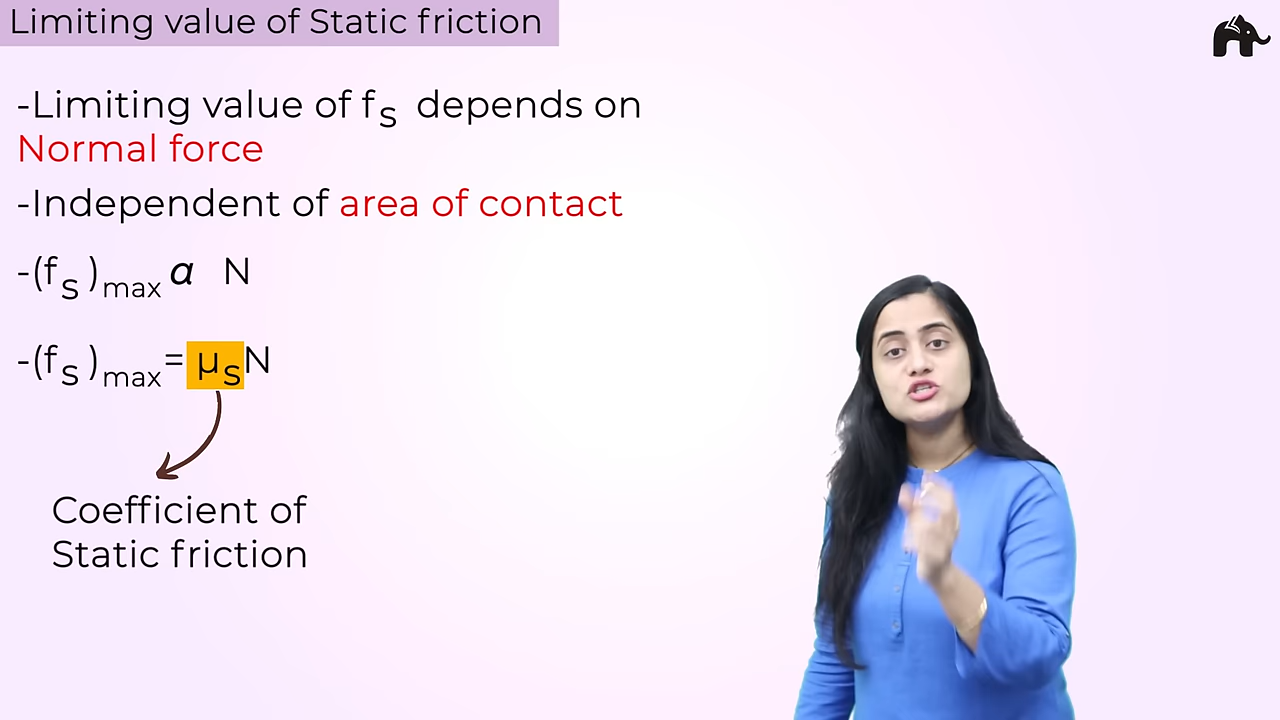 Limiting value of Static friction
-Limiting value of fs depends on
Normal force
-Independent of area of contact
-(fs)max α N
-(fs)max=μsN
Coefficient of
Static friction